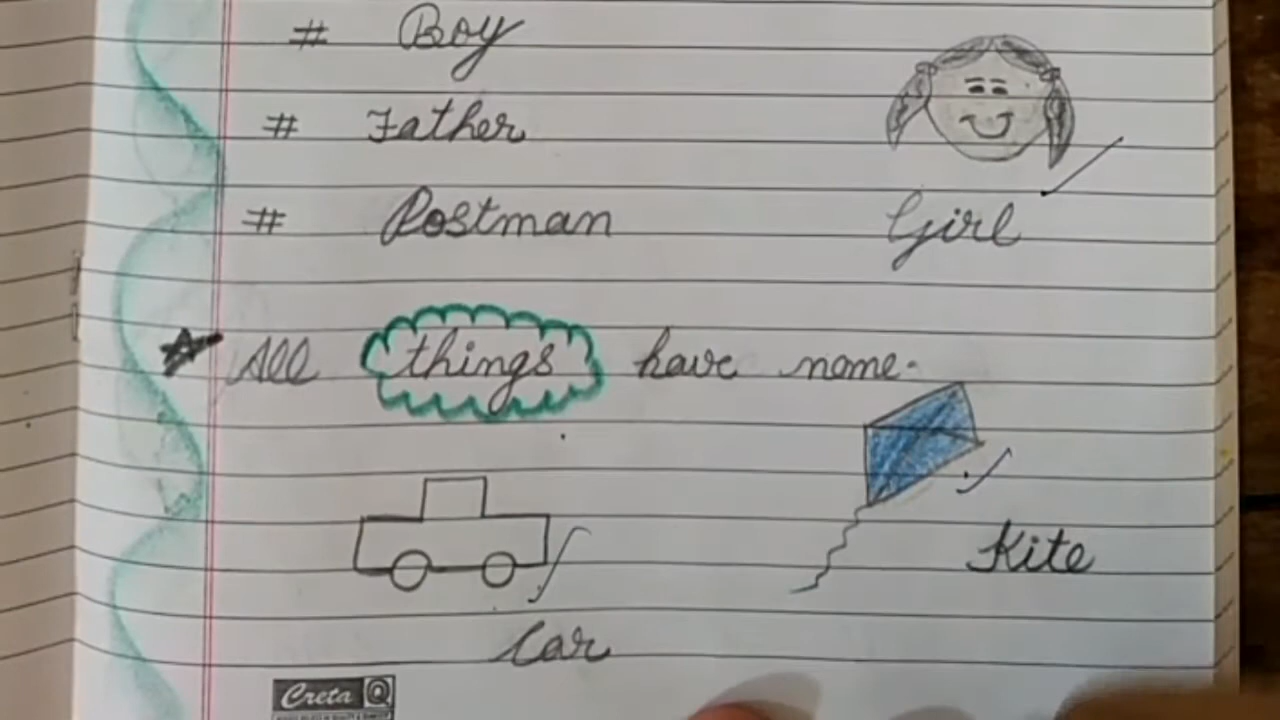 # Boy
# Father
# Postman
Girl
All things have name.
Kite
Car
Creta